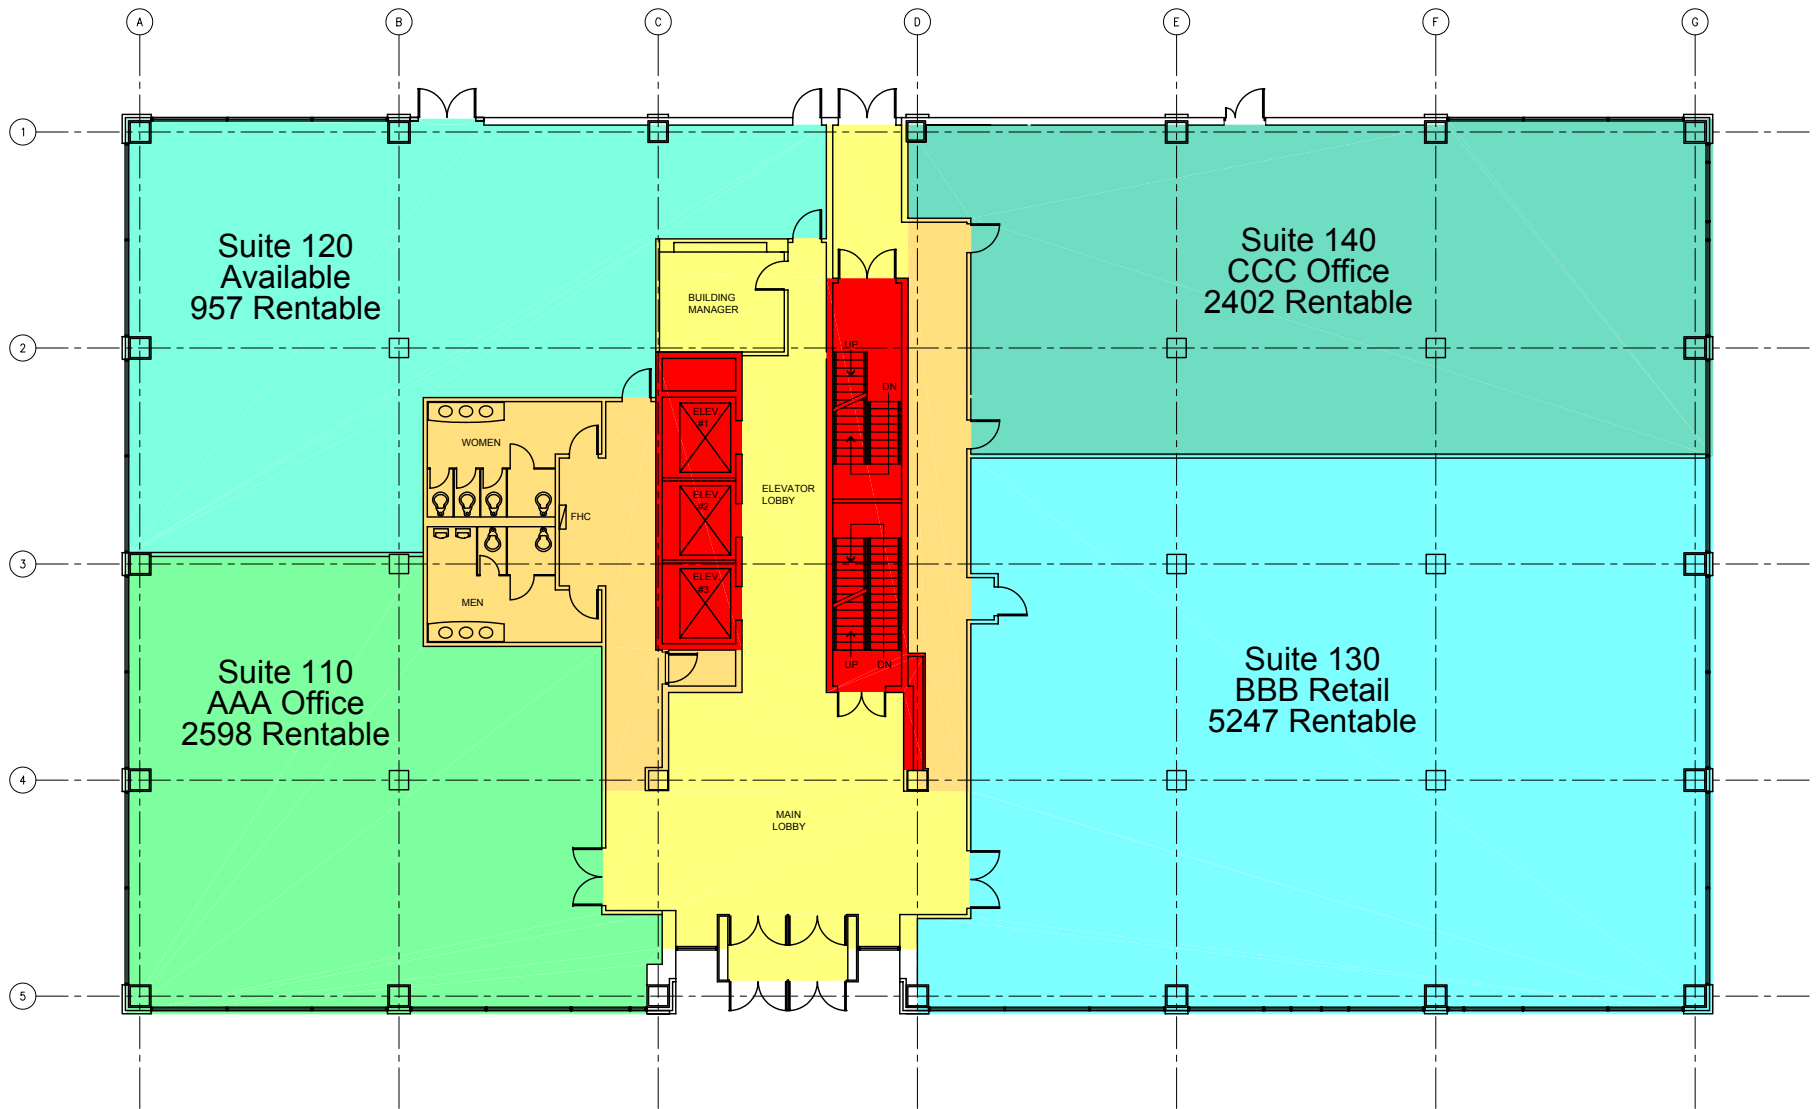 A
B
C
D
E
F
G
1
2
3
4
5
Suite 120
Available
957 Rentable
Suite 140
CCC Office
2402 Rentable
BUILDING
MANAGER
UP
DN
ELEV
#1
WOMEN
ELEV
#2
ELEVATOR
LOBBY
FHC
ELEV
#3
MEN
Suite 110
AAA Office
2598 Rentable
UP
DN
Suite 130
BBB Retail
5247 Rentable
MAIN
LOBBY